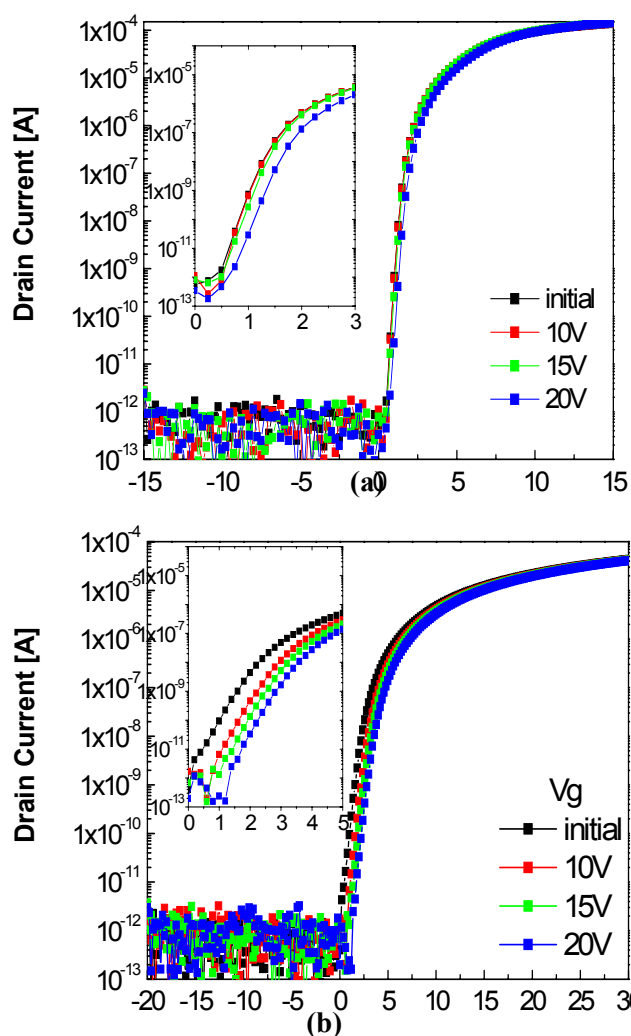 1x10⁻⁴
1x10⁻⁵
1x10⁻⁶
1x10⁻⁷
1x10⁻⁸
1x10⁻⁹
1x10⁻¹⁰
1x10⁻¹¹
1x10⁻¹²
10⁻¹³
Drain Current [A]
1x10⁻⁵
10⁻⁷
10⁻⁹
10⁻¹¹
10⁻¹³
0 1 2 3
initial
10V
15V
20V
-15 -10 -5 0 5 10 15
(a)
1x10⁻⁴
1x10⁻⁵
1x10⁻⁶
1x10⁻⁷
1x10⁻⁸
1x10⁻⁹
1x10⁻¹⁰
10⁻¹¹
1x10⁻¹²
10⁻¹³
Drain Current [A]
1x10⁻⁵
10⁻⁷
10⁻⁹
10⁻¹¹
10⁻¹³
0 1 2 3 4 5
Vg
initial
10V
15V
20V
-20 -15 -10 -5 0 5 10 15 20 25 30
(b)